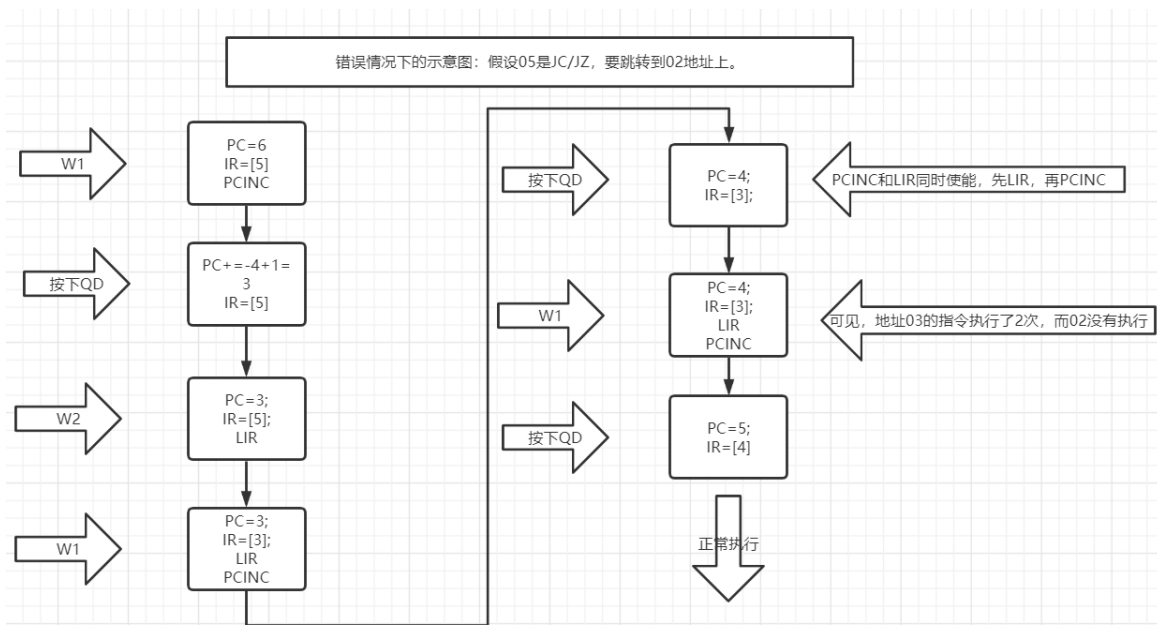 错误情况下的示意图：假设05是JC/JZ，要跳转到02地址上。
W1
PC=6
IR=[5]
PCINC
按下QD
PC+=-4+1=
3
IR=[5]
W2
PC=3;
IR=[5];
LIR
W1
PC=3;
IR=[3];
LIR
PCINC
按下QD
PC=4;
IR=[3];
PCINC和LIR同时使能，先LIR，再PCINC
W1
PC=4;
IR=[3];
LIR
PCINC
可见，地址03的指令执行了2次，而02没有执行
按下QD
PC=5;
IR=[4]
正常执行